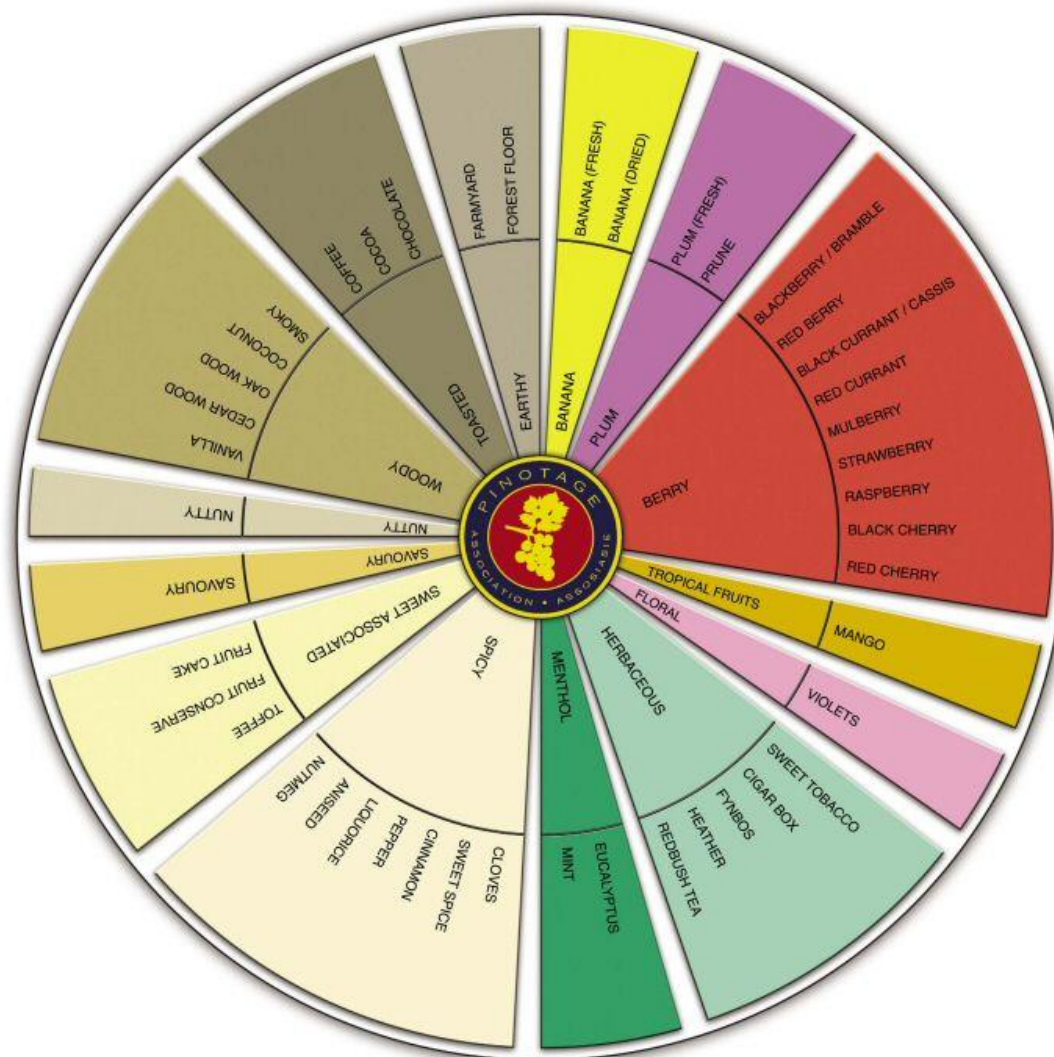 BANANA (FRESH)
BANANA (DRIED)
BANANA
PLUM (FRESH)
PRUNE
PLUM
BLACKBERRY / BRAMBLE
RED BERRY
BLACK CURRANT / CASSIS
RED CURRANT
MULBERRY
STRAWBERRY
RASPBERRY
BLACK CHERRY
RED CHERRY
BERRY
TROPICAL FRUITS
MANGO
FLORAL
VIOLETS
HERBACEOUS
SWEET TOBACCO
CIGAR BOX
FYNBOS
HEATHER
REDBUSH TEA
MENTHOL
EUCALYPTUS
MINT
SPICY
CLOVES
SWEET SPICE
CINNAMON
PEPPER
LIQUORICE
ANISEED
NUTMEG
SWEET ASSOCIATED
TOFFEE
FRUIT CONSERVE
FRUIT CAKE
SAVOURY
SAVOURY
NUTTY
NUTTY
WOODY
VANILLA
CEDAR WOOD
OAK WOOD
COCONUT
SMOKY
TOASTED
COFFEE
COCOA
CHOCOLATE
EARTHY
FARMYARD
FOREST FLOOR
PINOTAGE
ASSOCIATION • ASSOSIASIE